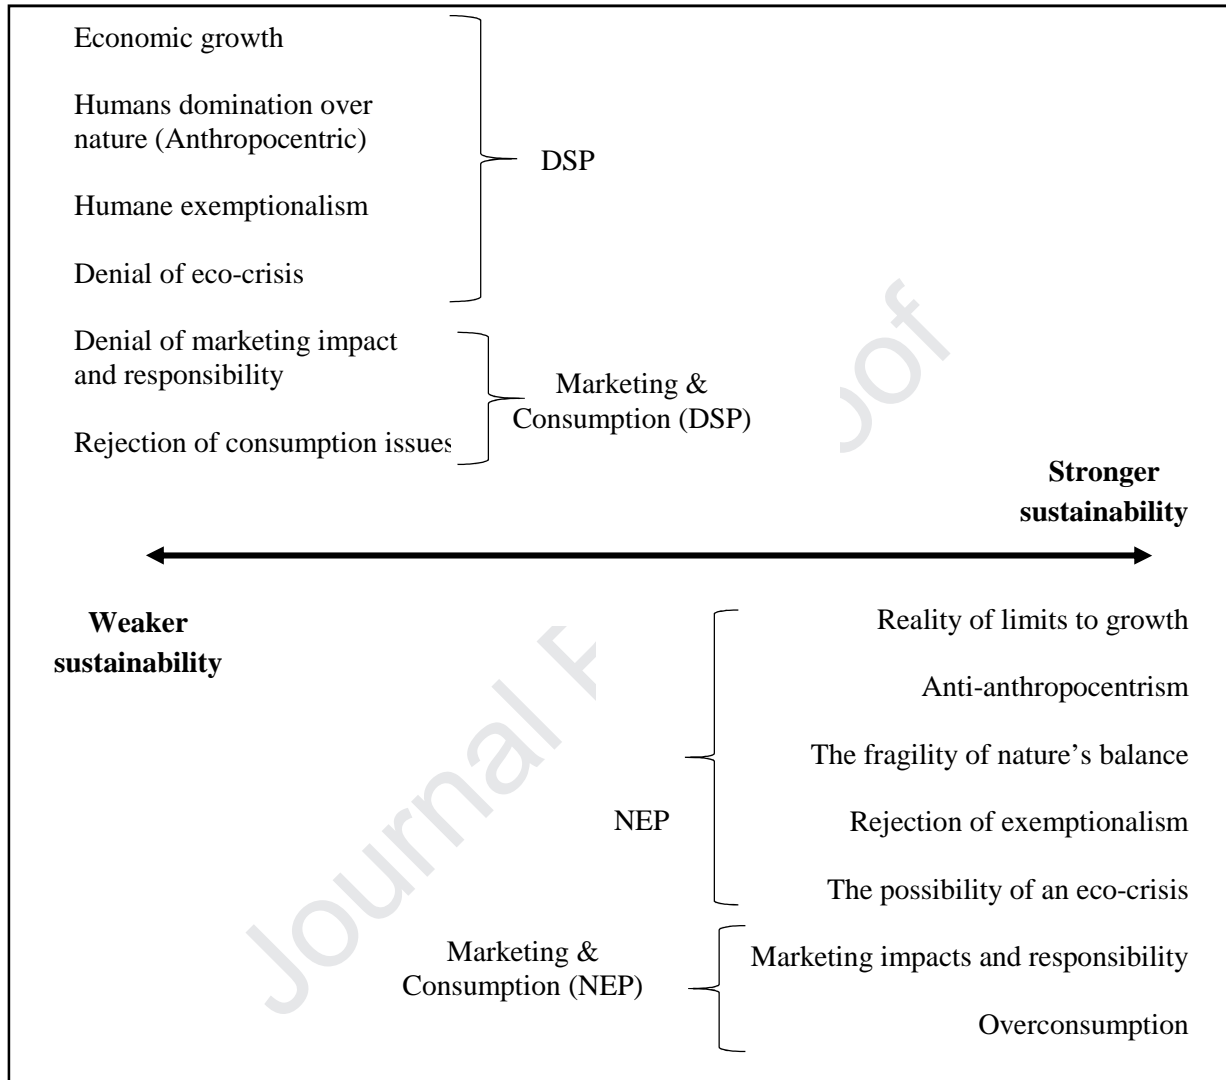 Economic growth
Humans domination over
nature (Anthropocentric)
DSP
Humane exemptionalism
Denial of eco-crisis
Denial of marketing impact
and responsibility
Marketing &
Consumption (DSP)
Rejection of consumption issues
Stronger
sustainability
Weaker
sustainability
Reality of limits to growth
Anti-anthropocentrism
The fragility of nature's balance
NEP
Rejection of exemptionalism
The possibility of an eco-crisis
Marketing &
Consumption (NEP)
Marketing impacts and responsibility
Overconsumption
Journal